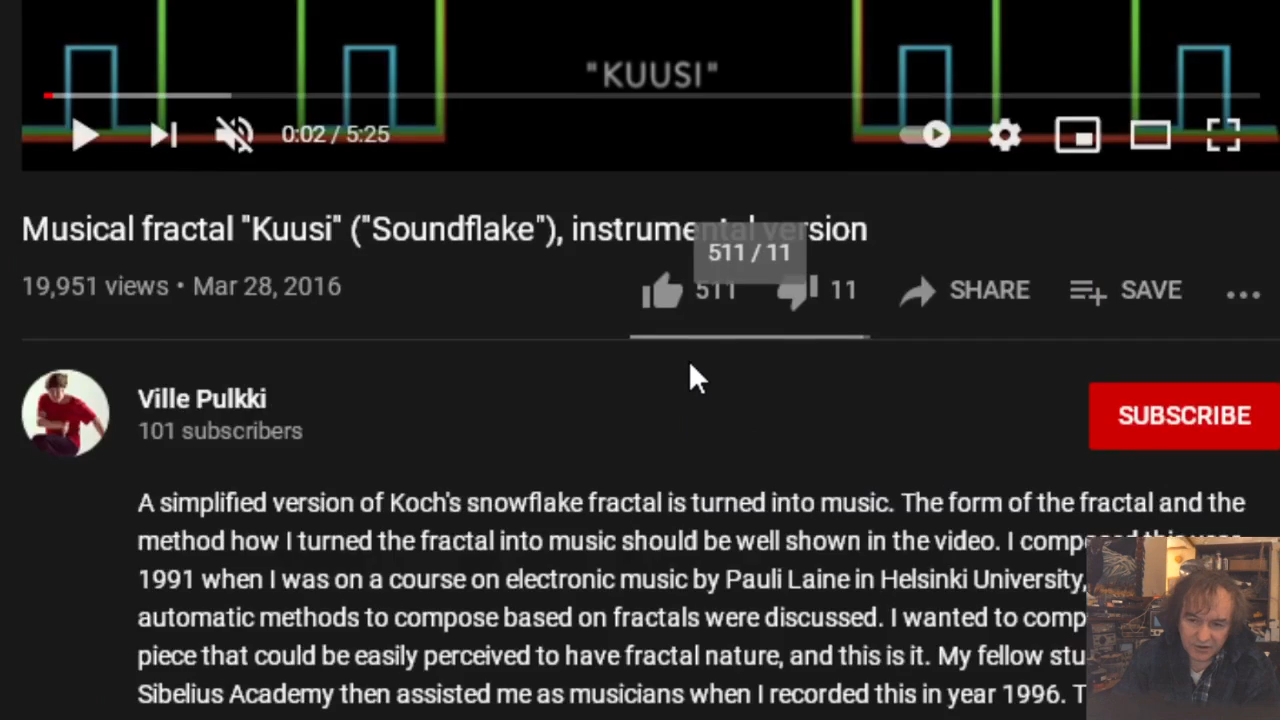 "KUUSI"
0:02 / 5:25
Musical fractal "Kuusi" ("Soundflake"), instrumental version
511 / 11
19,951 views • Mar 28, 2016
511
11
SHARE
SAVE
Ville Pulkki
101 subscribers
SUBSCRIBE
A simplified version of Koch's snowflake fractal is turned into music. The form of the fractal and the
method how I turned the fractal into music should be well shown in the video. I composed this year
1991 when I was on a course on electronic music by Pauli Laine in Helsinki University,
automatic methods to compose based on fractals were discussed. I wanted to comp
piece that could be easily perceived to have fractal nature, and this is it. My fellow stu
Sibelius Academy then assisted me as musicians when I recorded this in year 1996. T